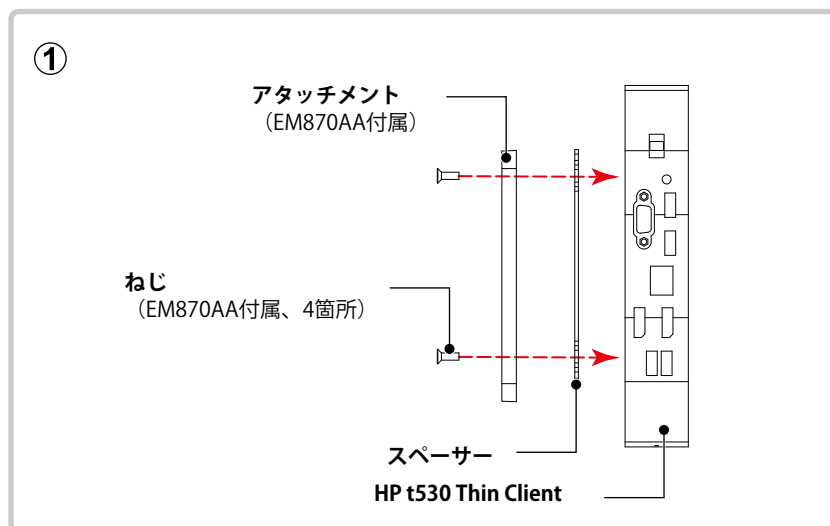 ①
アタッチメント
（EM870AA付属）
ねじ
（EM870AA付属、4箇所）
スペーサー
HP t530 Thin Client